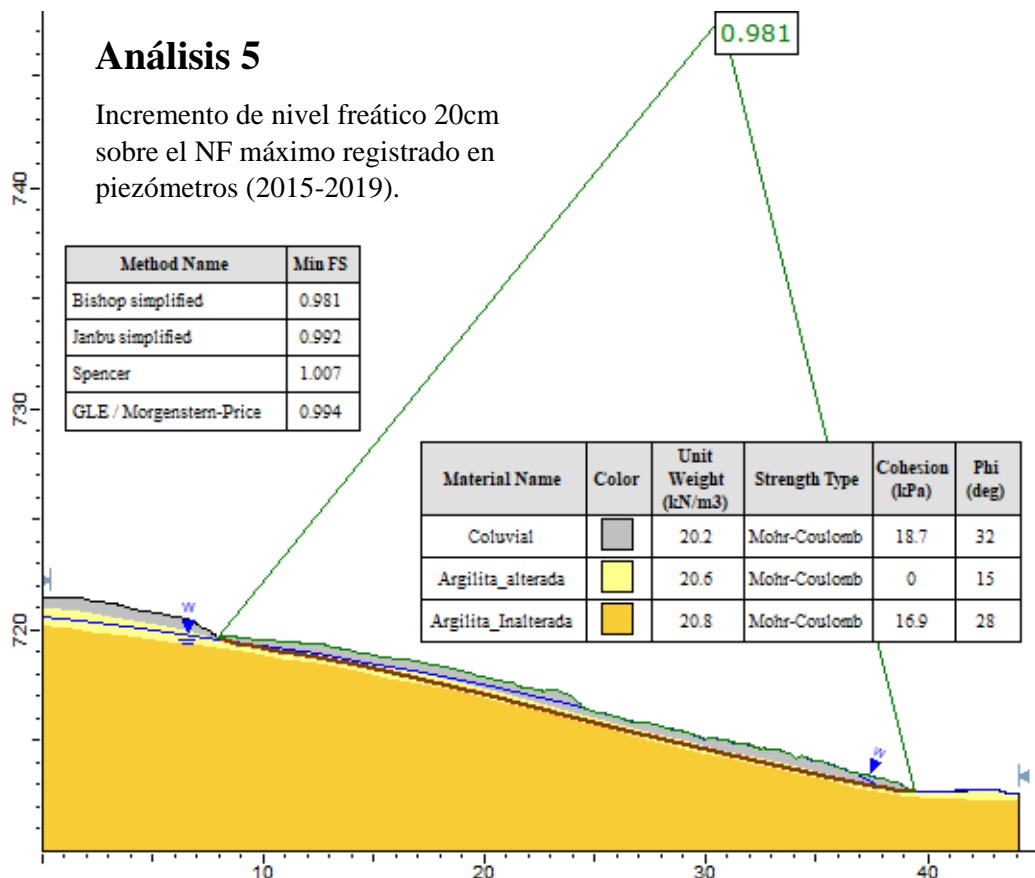 Análisis 5
0.981
Incremento de nivel freático 20cm
sobre el NF máximo registrado en
piezómetros (2015-2019).
Method Name Min FS
Bishop simplified 0.981
Janbu simplified 0.992
Spencer 1.007
GLE / Morgenstern-Price 0.994
Material Name Color Unit Weight (kN/m3) Strength Type Cohesion (kPa) Phi (deg)
Coluvial 20.2 Mohr-Coulomb 18.7 32
Argilita_alterada 20.6 Mohr-Coulomb 0 15
Argilita_Inalterada 20.8 Mohr-Coulomb 16.9 28
740
730
720
W
W
10 20 30 40